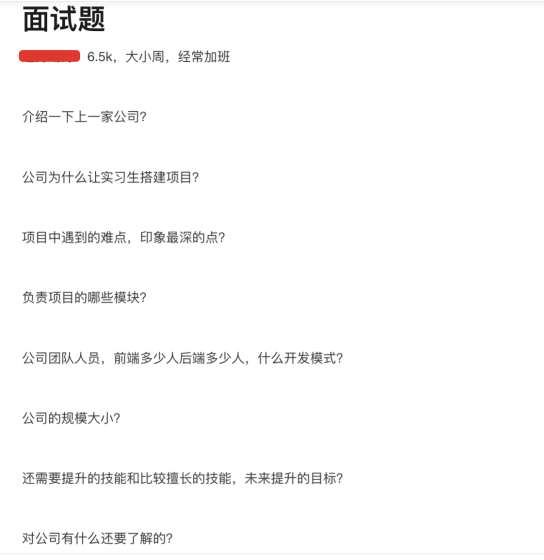 面试题
6.5k，大小周，经常加班
介绍一下上一家公司？
公司为什么让实习生搭建项目？
项目中遇到的难点，印象最深的点？
负责项目的哪些模块？
公司团队人员，前端多少人后端多少人，什么开发模式？
公司的规模大小？
还需要提升的技能和比较擅长的技能，未来提升的目标？
对公司有什么还要了解的？